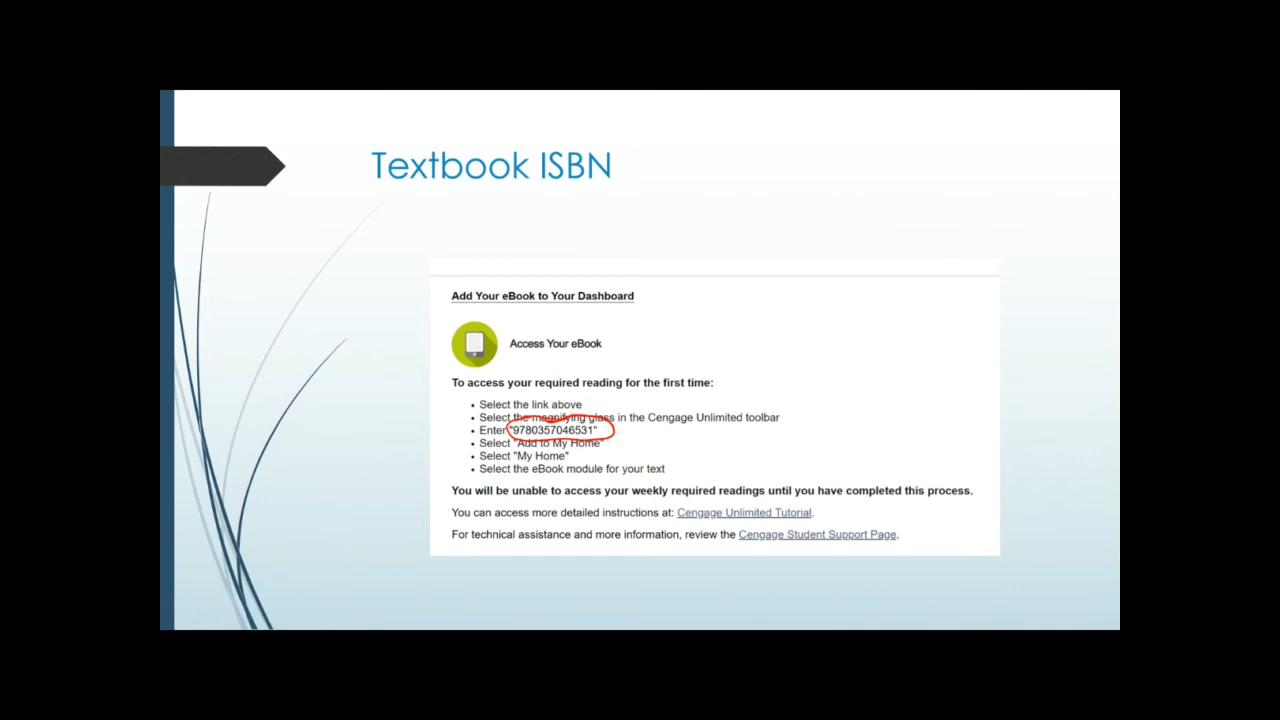 Textbook ISBN
Add Your eBook to Your Dashboard
Access Your eBook
To access your required reading for the first time:
• Select the link above
• Select the magnifying glass in the Cengage Unlimited toolbar
• Enter "9780357046531"
• Select "Add to My Home"
• Select "My Home"
• Select the eBook module for your text
You will be unable to access your weekly required readings until you have completed this process.
You can access more detailed instructions at: Cengage Unlimited Tutorial.
For technical assistance and more information, review the Cengage Student Support Page.